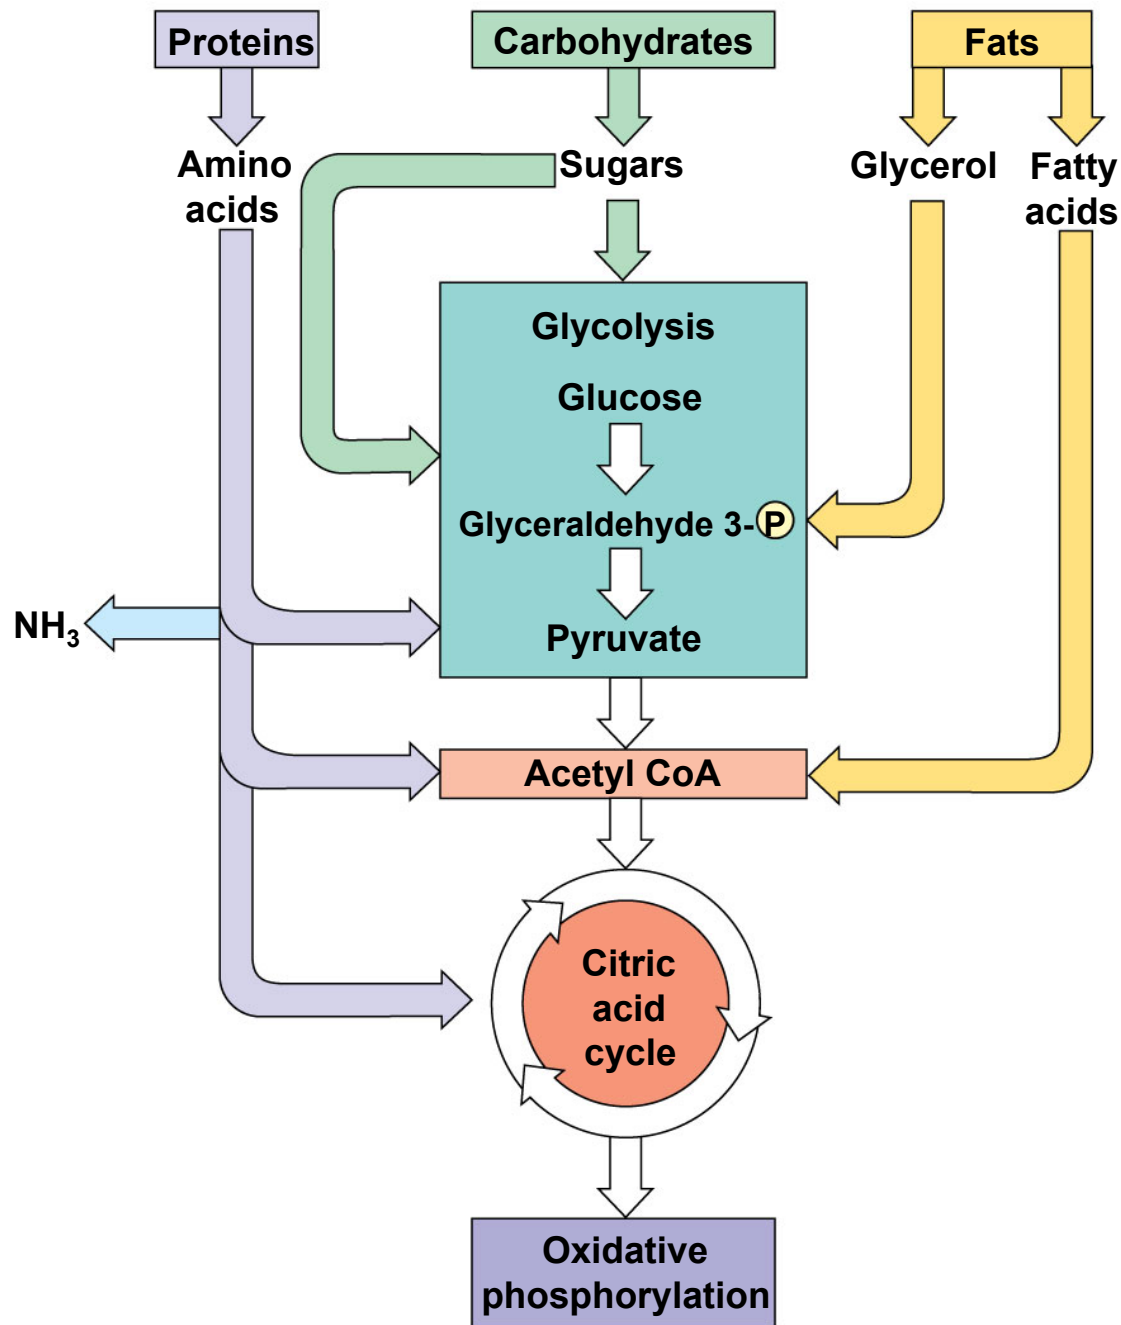 Proteins
Carbohydrates
Fats
Amino
acids
Sugars
Glycerol
Fatty
acids
Glycolysis
Glucose
Glyceraldehyde 3-P
NH₃
Pyruvate
Acetyl CoA
Citric
acid
cycle
Oxidative
phosphorylation